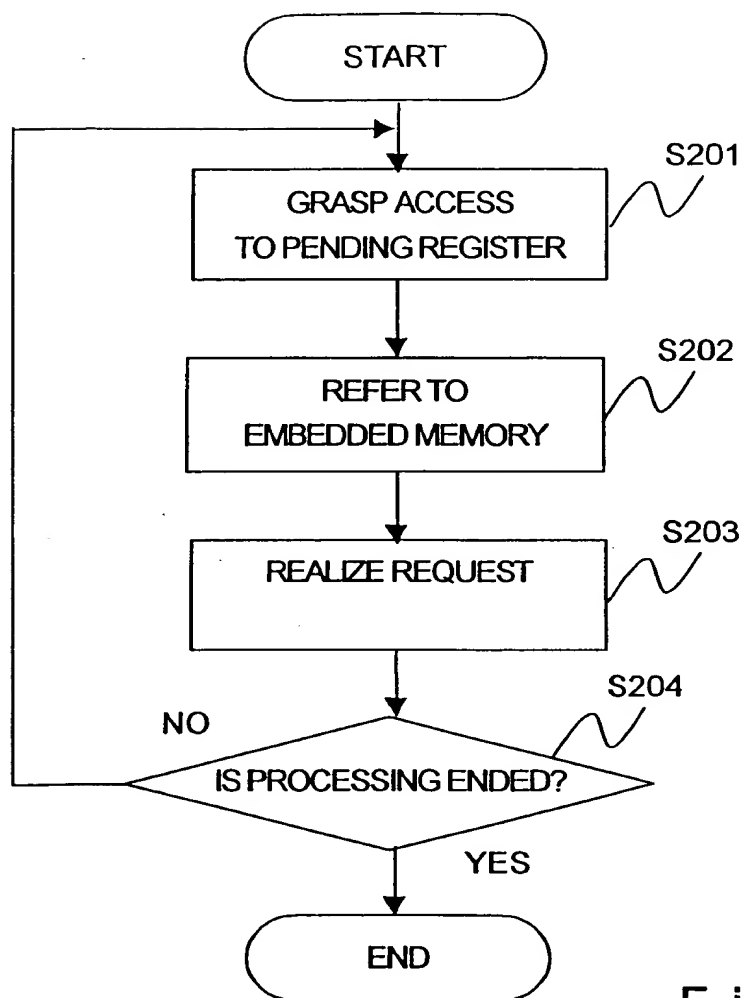 START
S201
GRASP ACCESS
TO PENDING REGISTER
S202
REFER TO
EMBEDDED MEMORY
S203
REALIZE REQUEST
S204
NO
IS PROCESSING ENDED?
YES
END